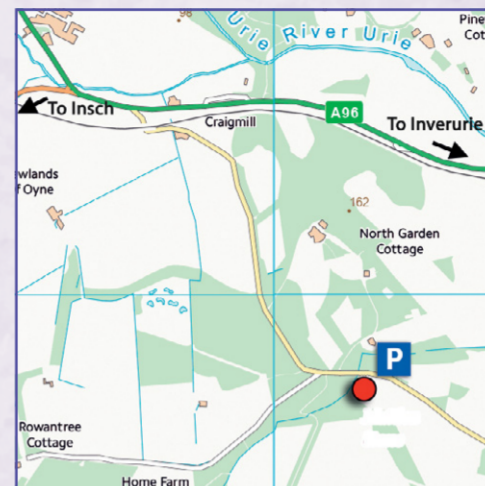 98
Urie River Urie
Pine
Cot
To Insch
Craigmill
A96
To Inverurie
wlands
f Oyne
162
North Garden
Cottage
P
Rowantree
Cottage
Home Farm